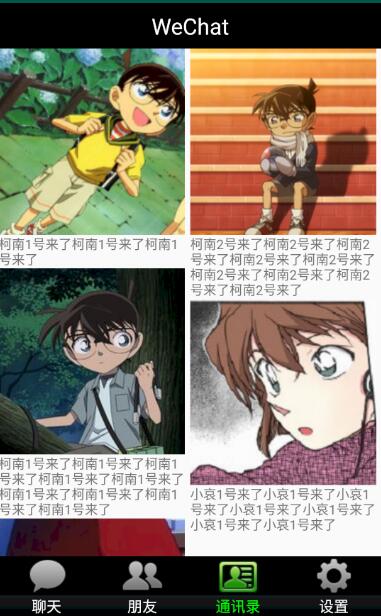 WeChat
柯南1号来了柯南1号来了柯南1
号来了
柯南2号来了柯南2号来了柯南2
号来了柯南2号来了柯南2号来了
柯南2号来了柯南2号来了柯南2
号来了柯南2号来了
柯南1号来了柯南1号来了柯南1
号来了柯南1号来了柯南1号来了
柯南1号来了柯南1号来了柯南1
号来了柯南1号来了
小哀1号来了小哀1号来了小哀1
号来了小哀1号来了小哀1号来了
小哀1号来了小哀1号来了
聊天
朋友
通讯录
设置